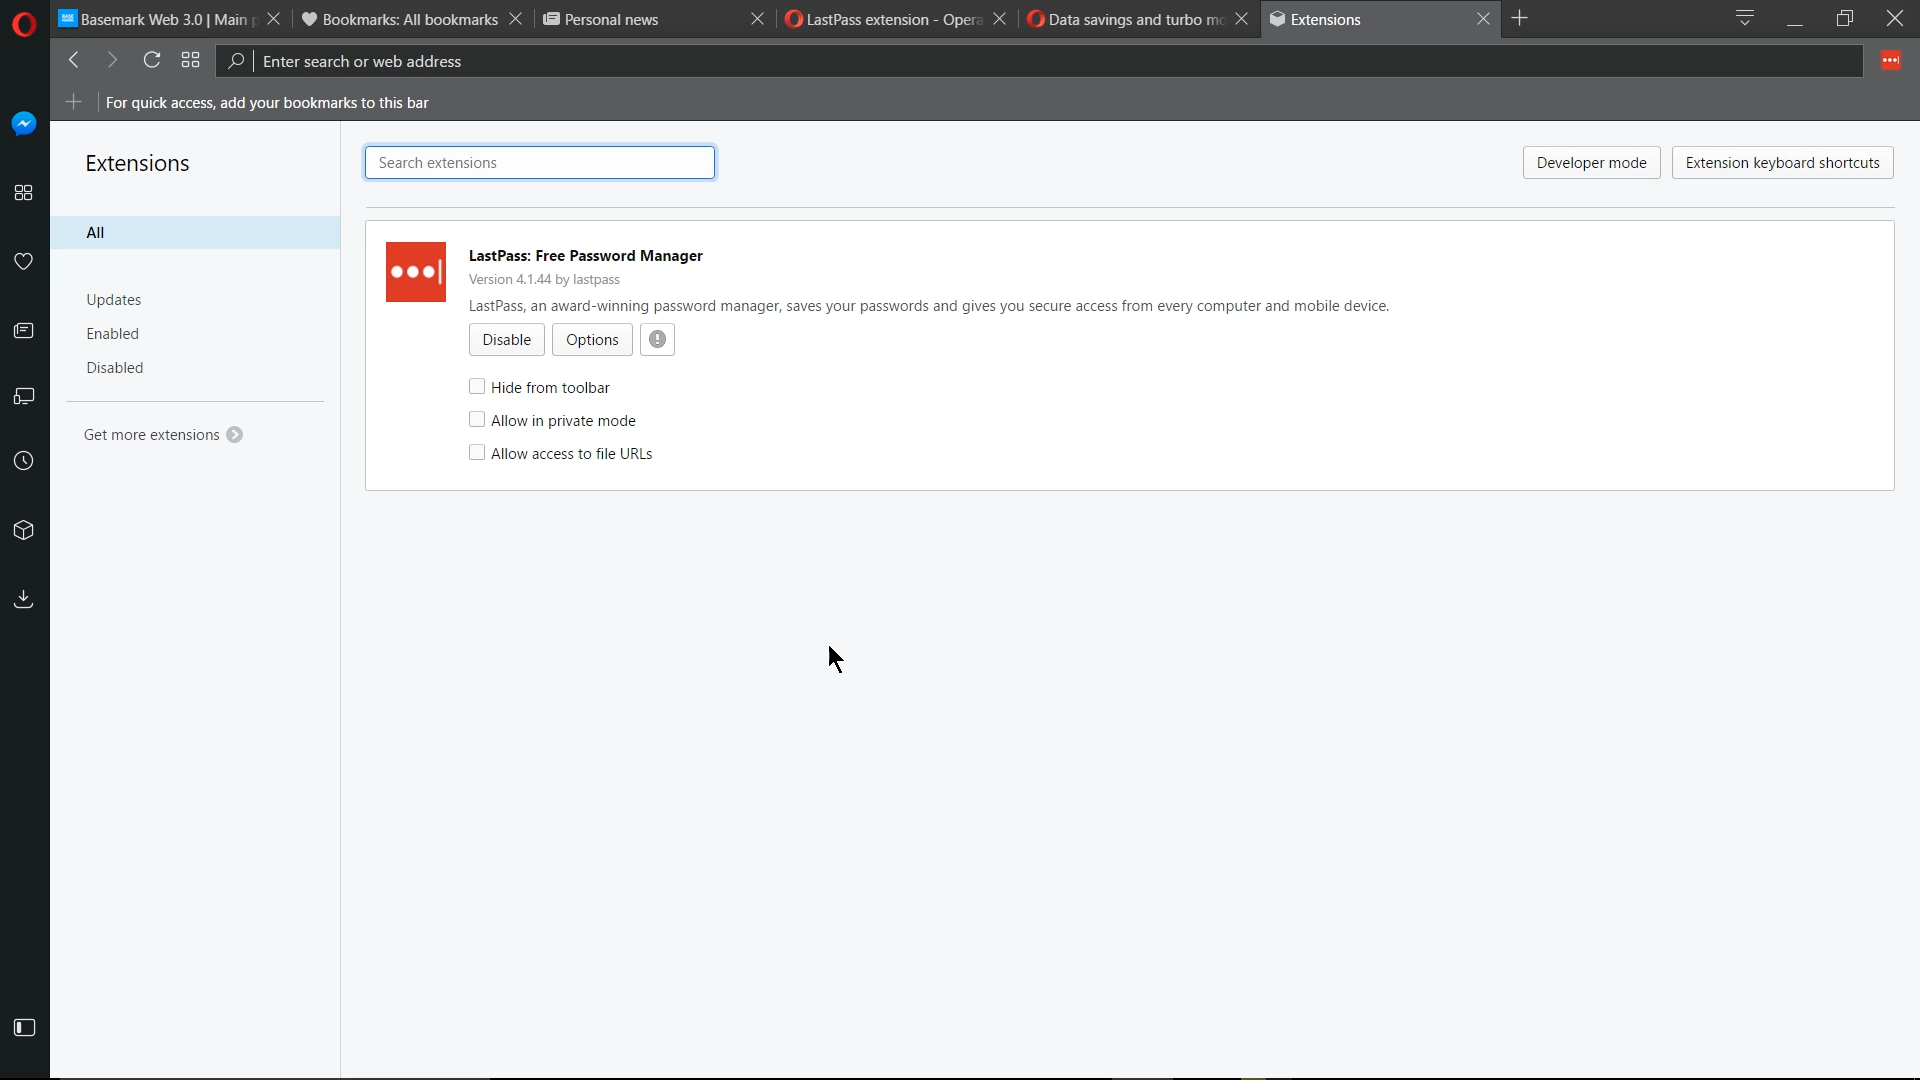 Basemark Web 3.0 | Main
Bookmarks: All bookmarks
Personal news
LastPass extension - Opera
Data savings and turbo
Extensions
Enter search or web address
For quick access, add your bookmarks to this bar
Extensions
All
Updates
Enabled
Disabled
Get more extensions
Search extensions
Developer mode
Extension keyboard shortcuts
LastPass: Free Password Manager
Version 4.1.44 by lastpass
LastPass, an award-winning password manager, saves your passwords and gives you secure access from every computer and mobile device.
Disable
Options
Hide from toolbar
Allow in private mode
Allow access to file URLs